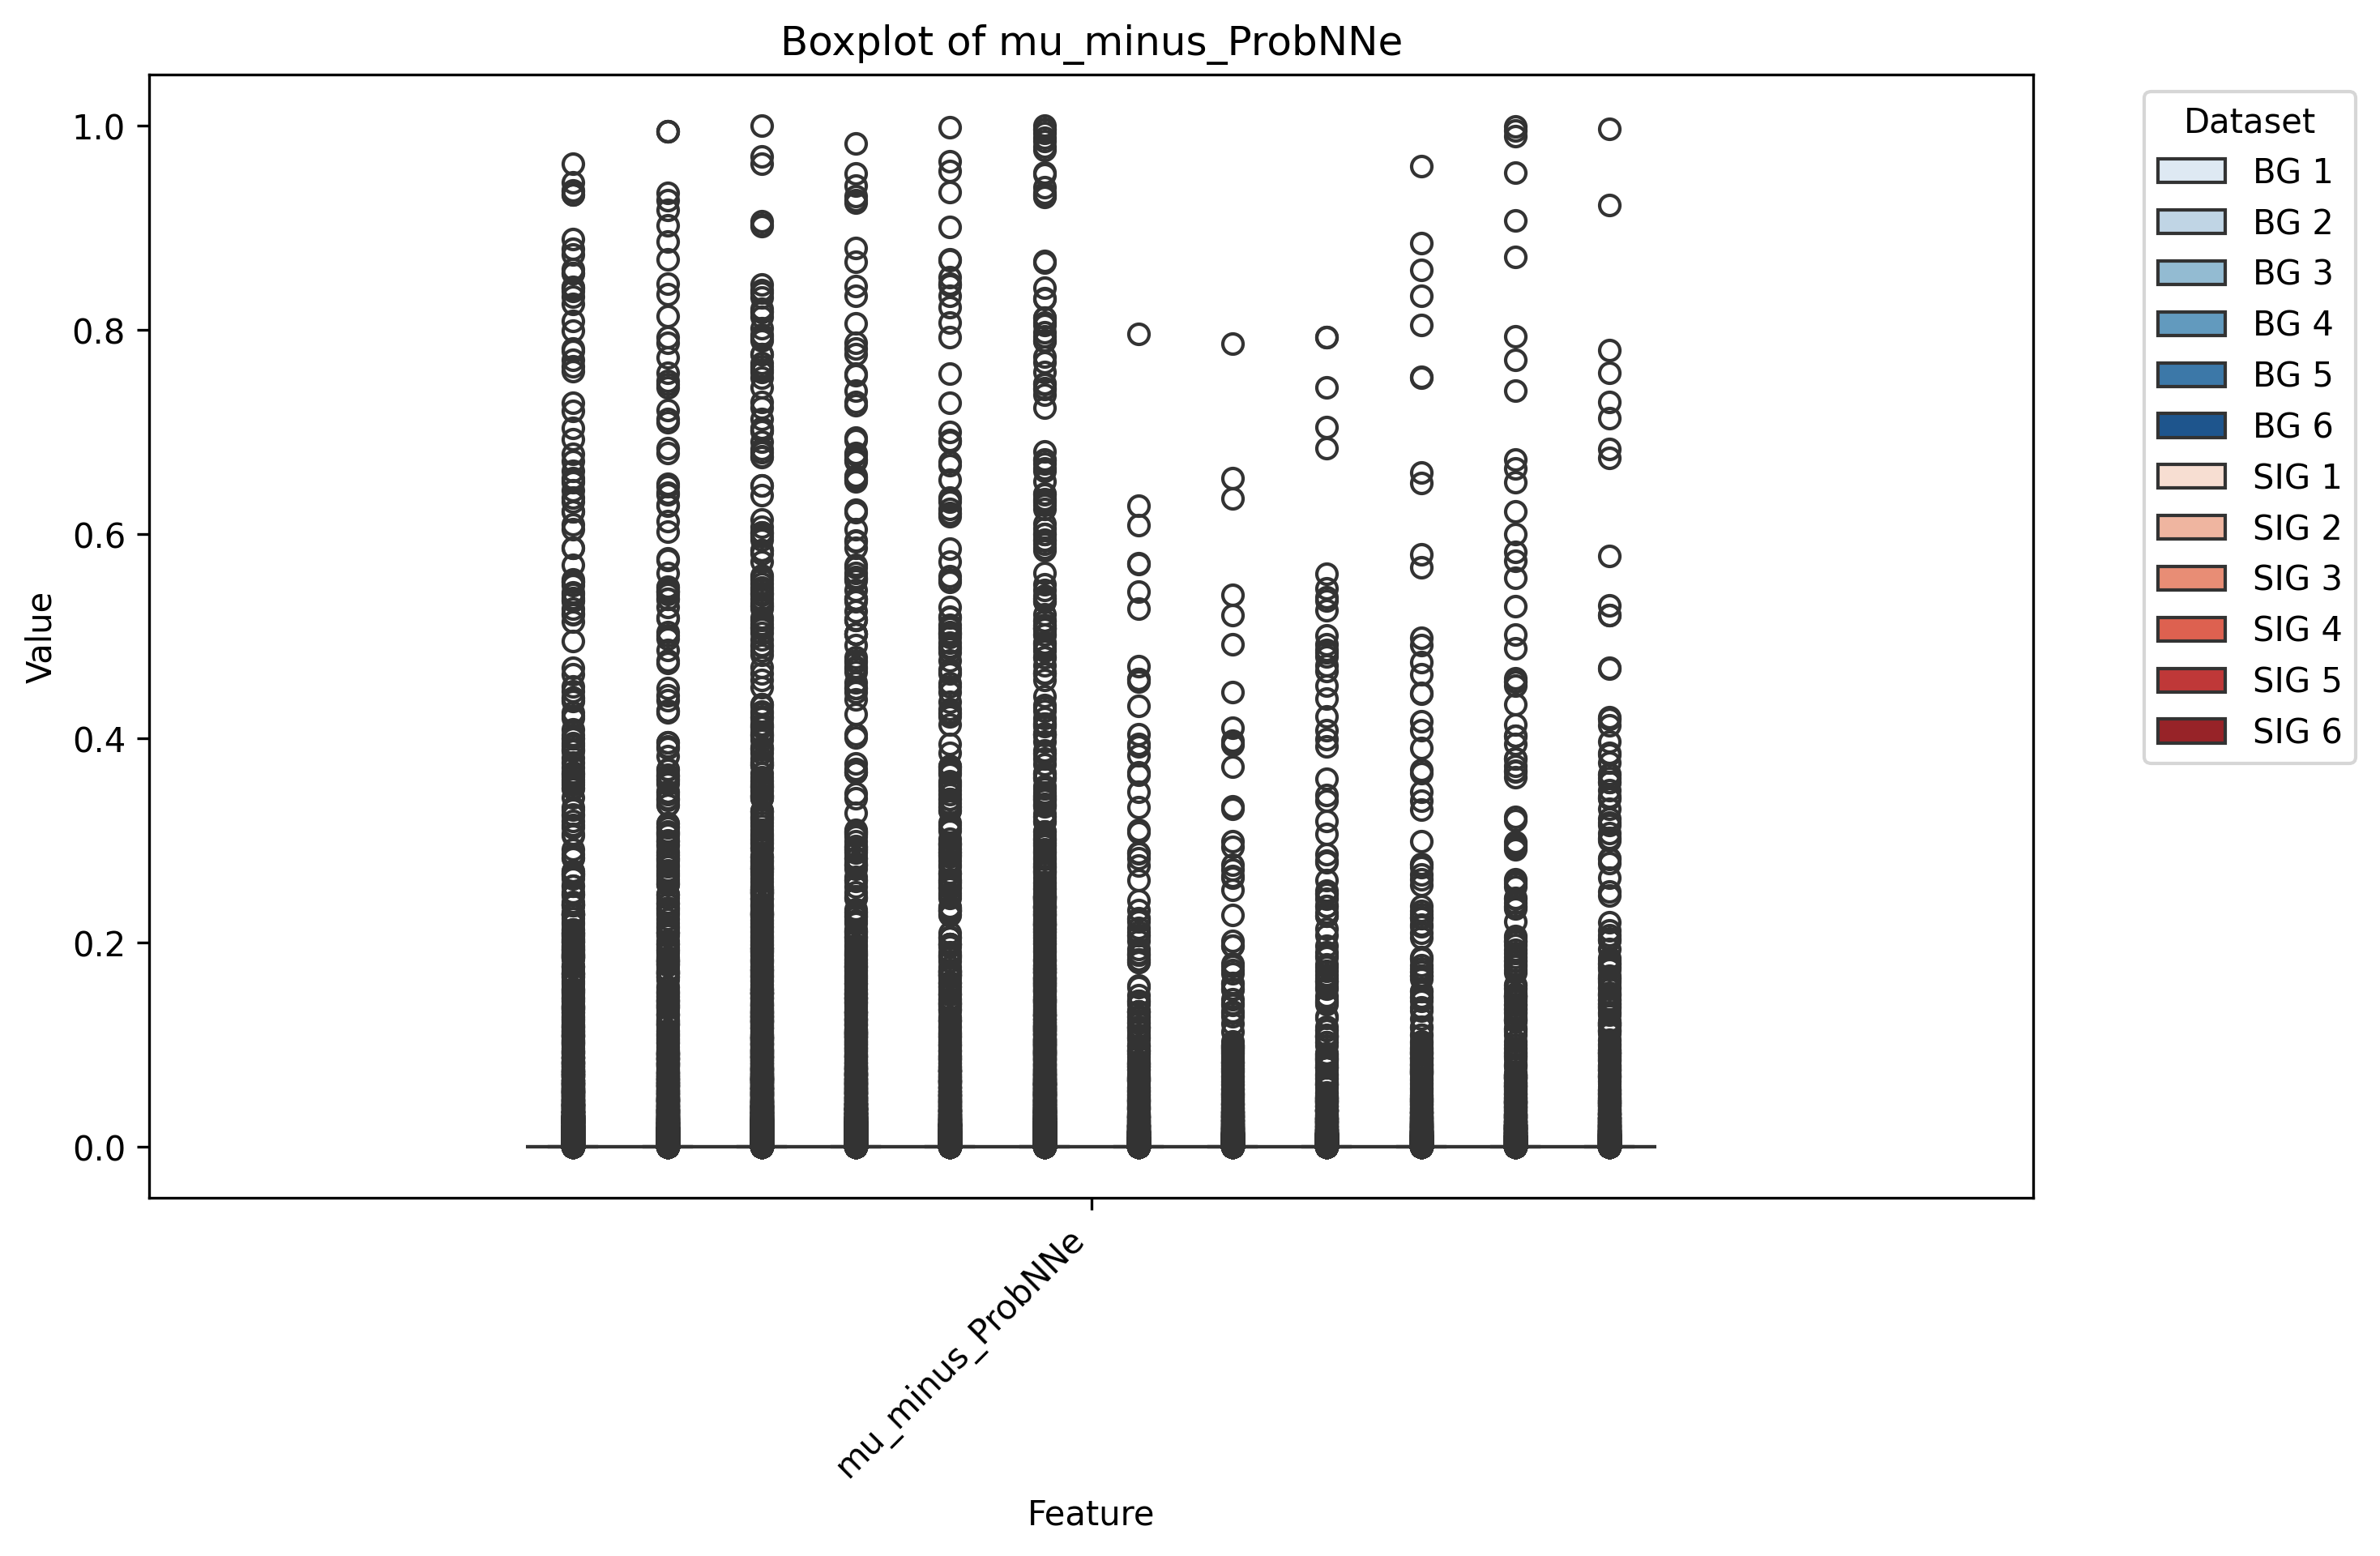 Boxplot of mu_minus_ProbNNe
1.0
0.8
0.6
0.4
0.2
0.0
Value
mu_minus_ProbNNe
Feature
Dataset
BG 1
BG 2
BG 3
BG 4
BG 5
BG 6
SIG 1
SIG 2
SIG 3
SIG 4
SIG 5
SIG 6